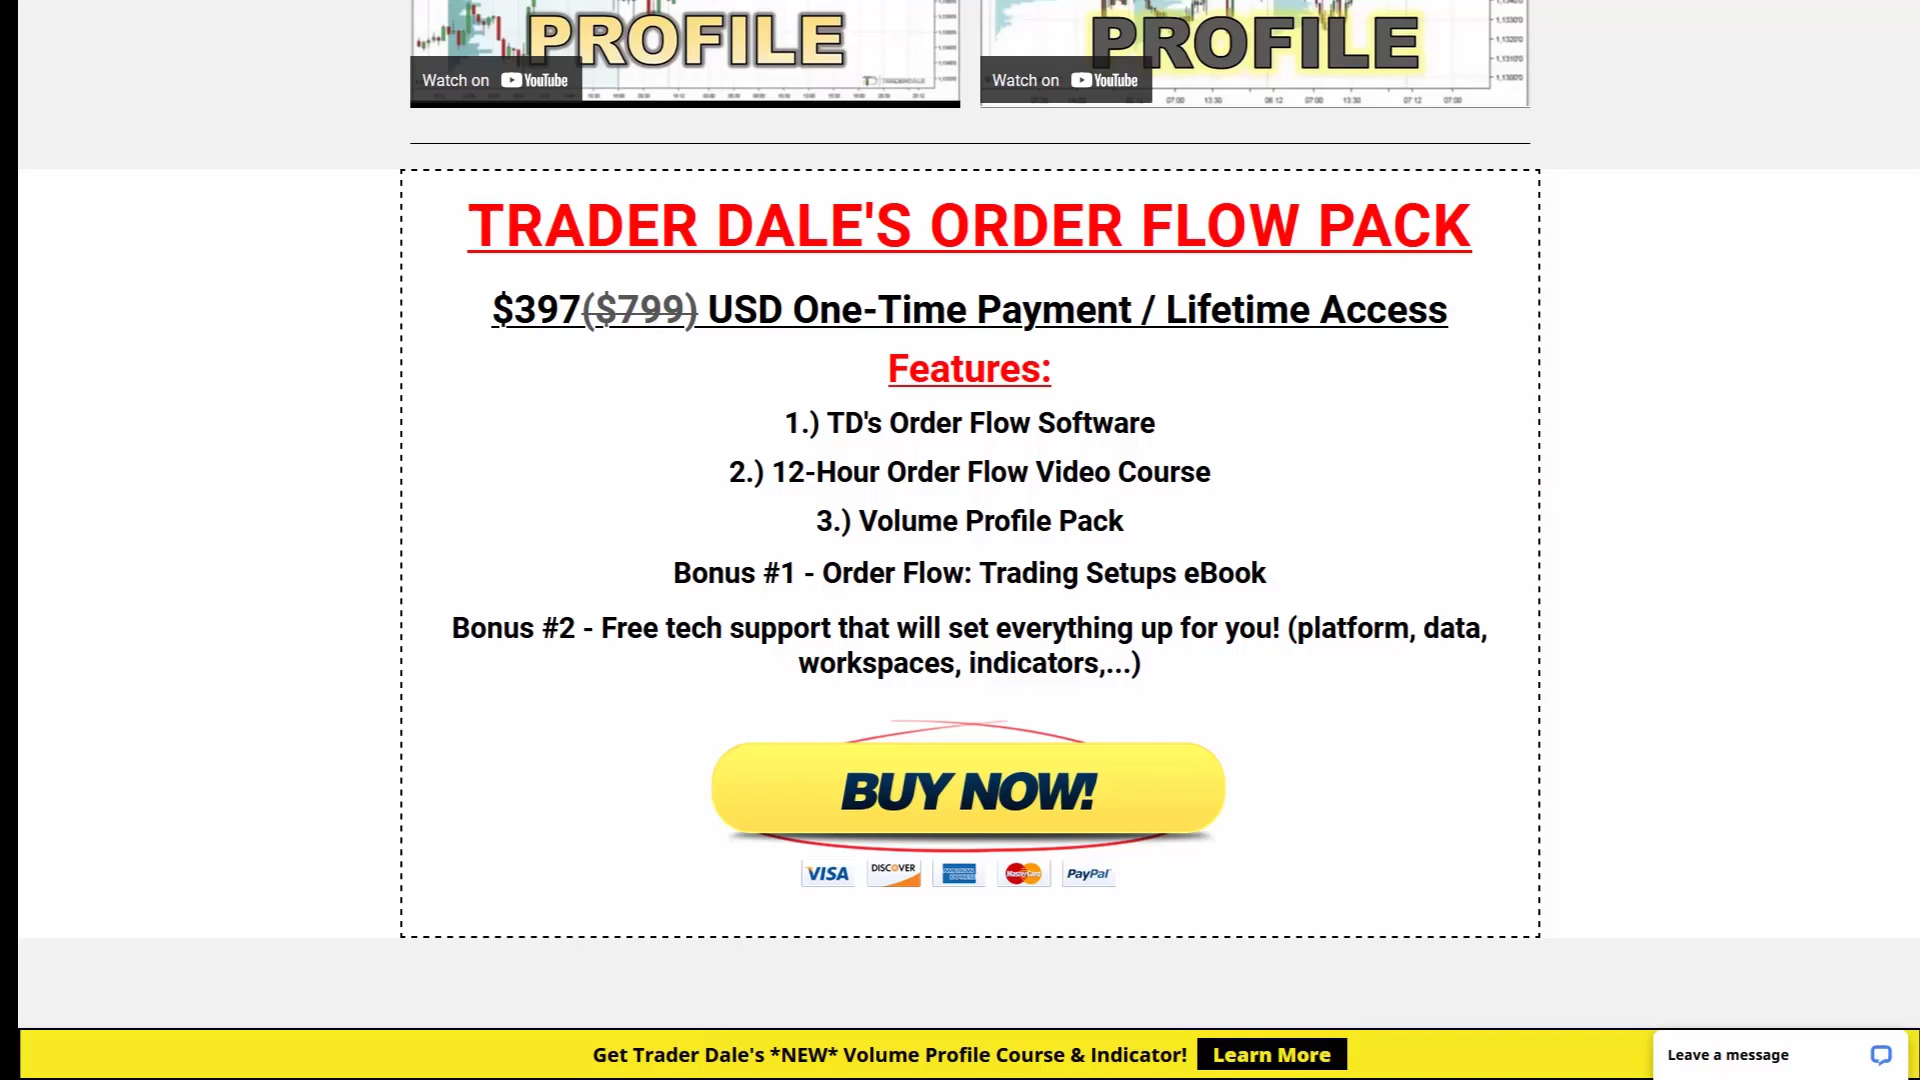 PROFILE
PROFILE
Watch on YouTube
Watch on YouTube
TRADER DALE'S ORDER FLOW PACK
$397($799) USD One-Time Payment / Lifetime Access
Features:
1.) TD's Order Flow Software
2.) 12-Hour Order Flow Video Course
3.) Volume Profile Pack
Bonus #1 - Order Flow: Trading Setups eBook
Bonus #2 - Free tech support that will set everything up for you! (platform, data,
workspaces, indicators,...)
BUY NOW!
VISA DISCOVER AMERICAN EXPRESS MasterCard PayPal
Get Trader Dale's *NEW* Volume Profile Course & Indicator! Learn More
Leave a message